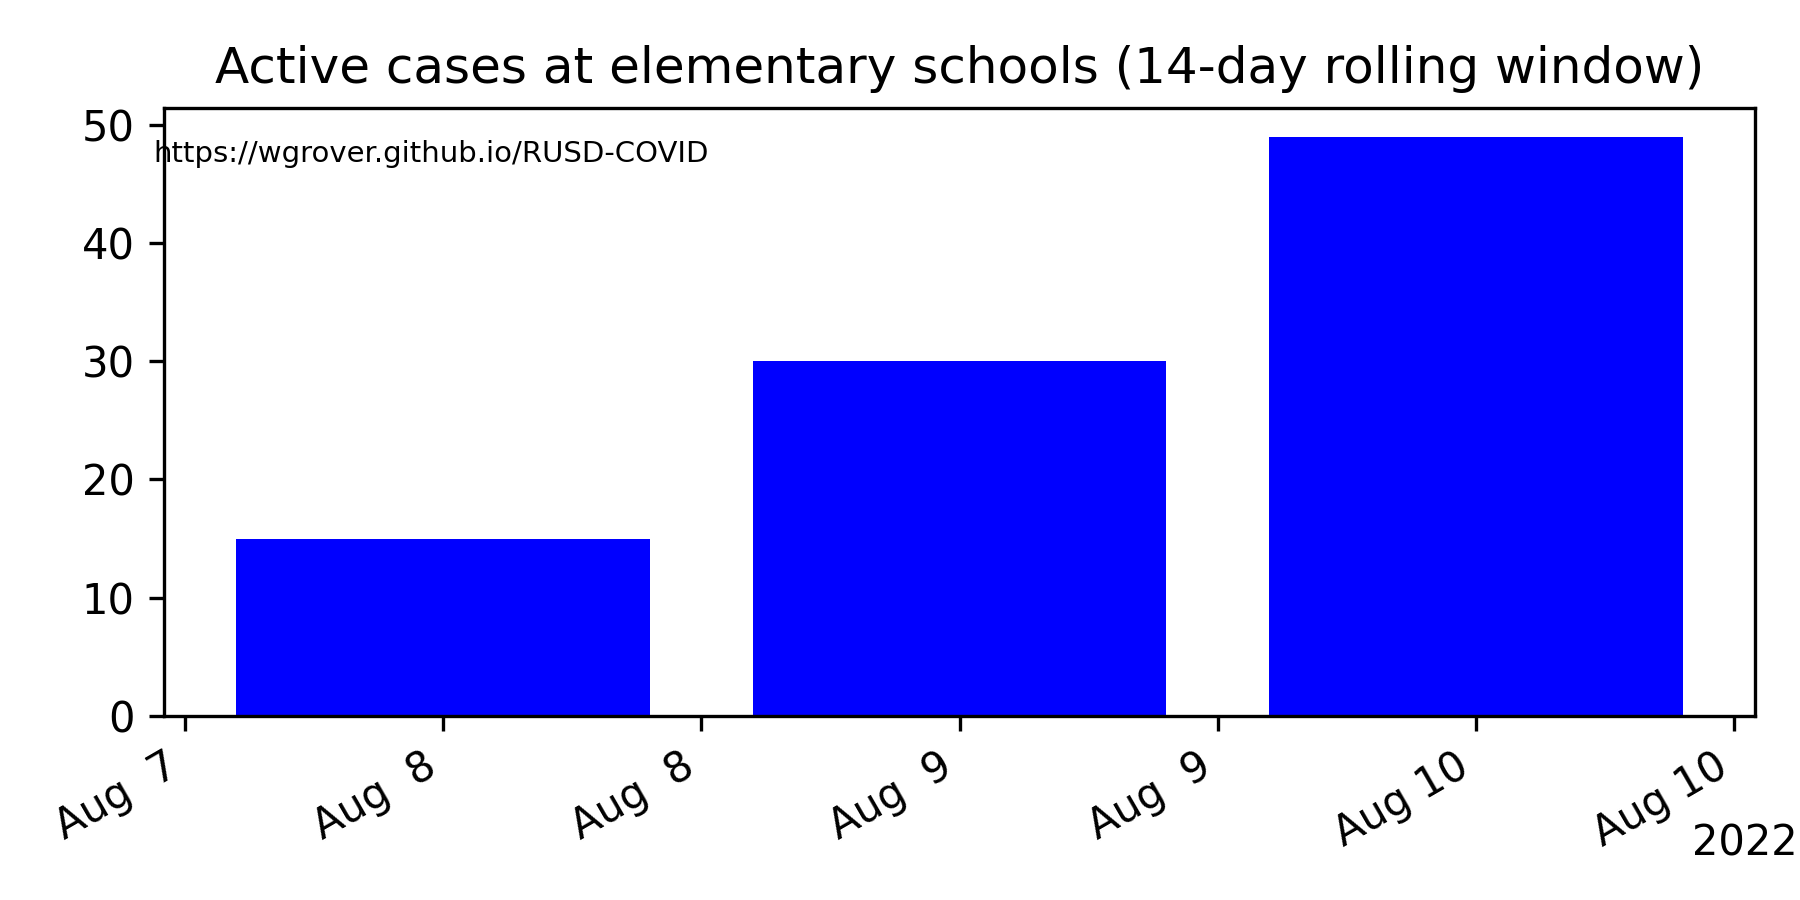 Active cases at elementary schools (14-day rolling window)
50
https://wgrover.github.io/RUSD-COVID
40
30
20
10
0
Aug 7
Aug 8
Aug 8
Aug 9
Aug 9
Aug 10
Aug 10
2022